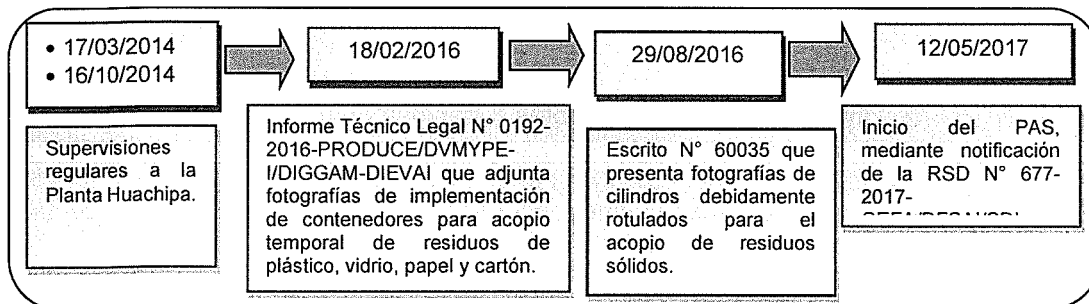 • 17/03/2014
• 16/10/2014
18/02/2016
29/08/2016
12/05/2017
Supervisiones
regulares a la
Planta Huachipa.
Informe Técnico Legal N° 0192-
2016-PRODUCE/DVMYPE-
I/DIGGAM-DIEVAI que adjunta
fotografías de implementación
de contenedores para acopio
temporal de residuos de
plástico, vidrio, papel y cartón.
Escrito N° 60035 que
presenta fotografías de
cilindros debidamente
rotulados para el
acopio de residuos
sólidos.
Inicio del PAS,
mediante notificación
de la RSD N° 677-
2017-